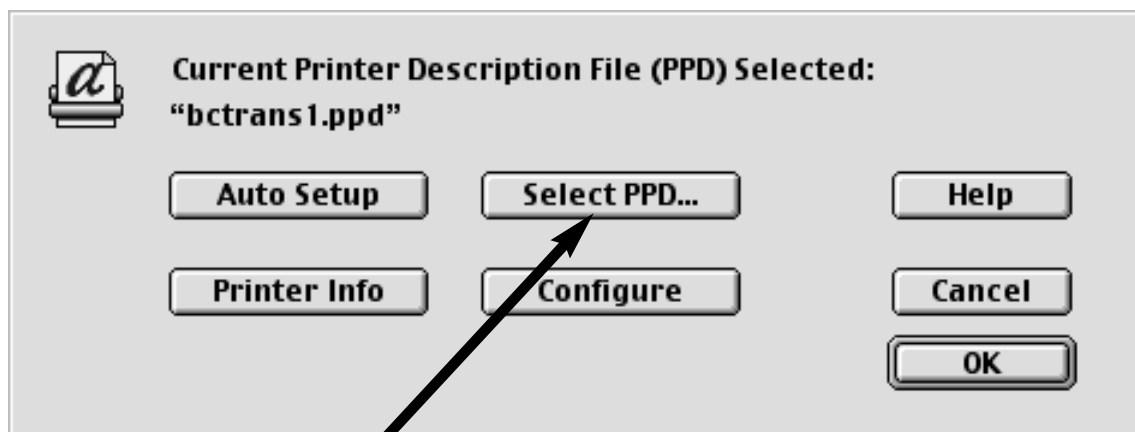 Current Printer Description File (PPD) Selected:
“bctrans1.ppd”
Auto Setup Select PPD... Help
Printer Info Configure Cancel
OK